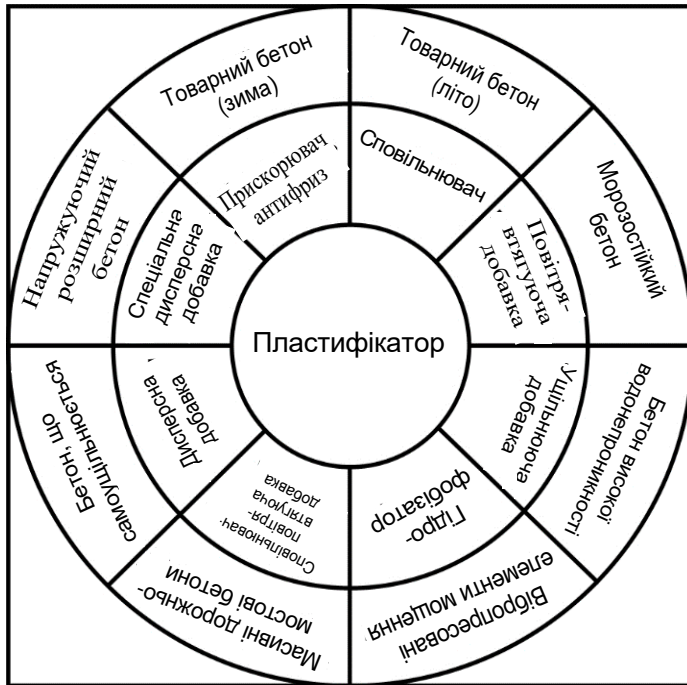 Товарний бетон
(зима)
Товарний бетон
(літо)
Морозостійкий
бетон
Бетон високої
водонепроникності
Вібропресовані
елементи мощення
Масивні дорожньо-
мостові бетони
Бетон, що
самоущільнюється
Напружуючий
розширний
бетон
Прискорювач
антифриз
Сповільнювач
Повітря-
втягуюча
добавка
Ущільнююча
добавка
Гідро-
фобізатор
Сповільнювач.
повітря-
втягуюча
добавка
Дисперсна
добавка
Спеціальна
дисперсна
добавка
Пластифікатор